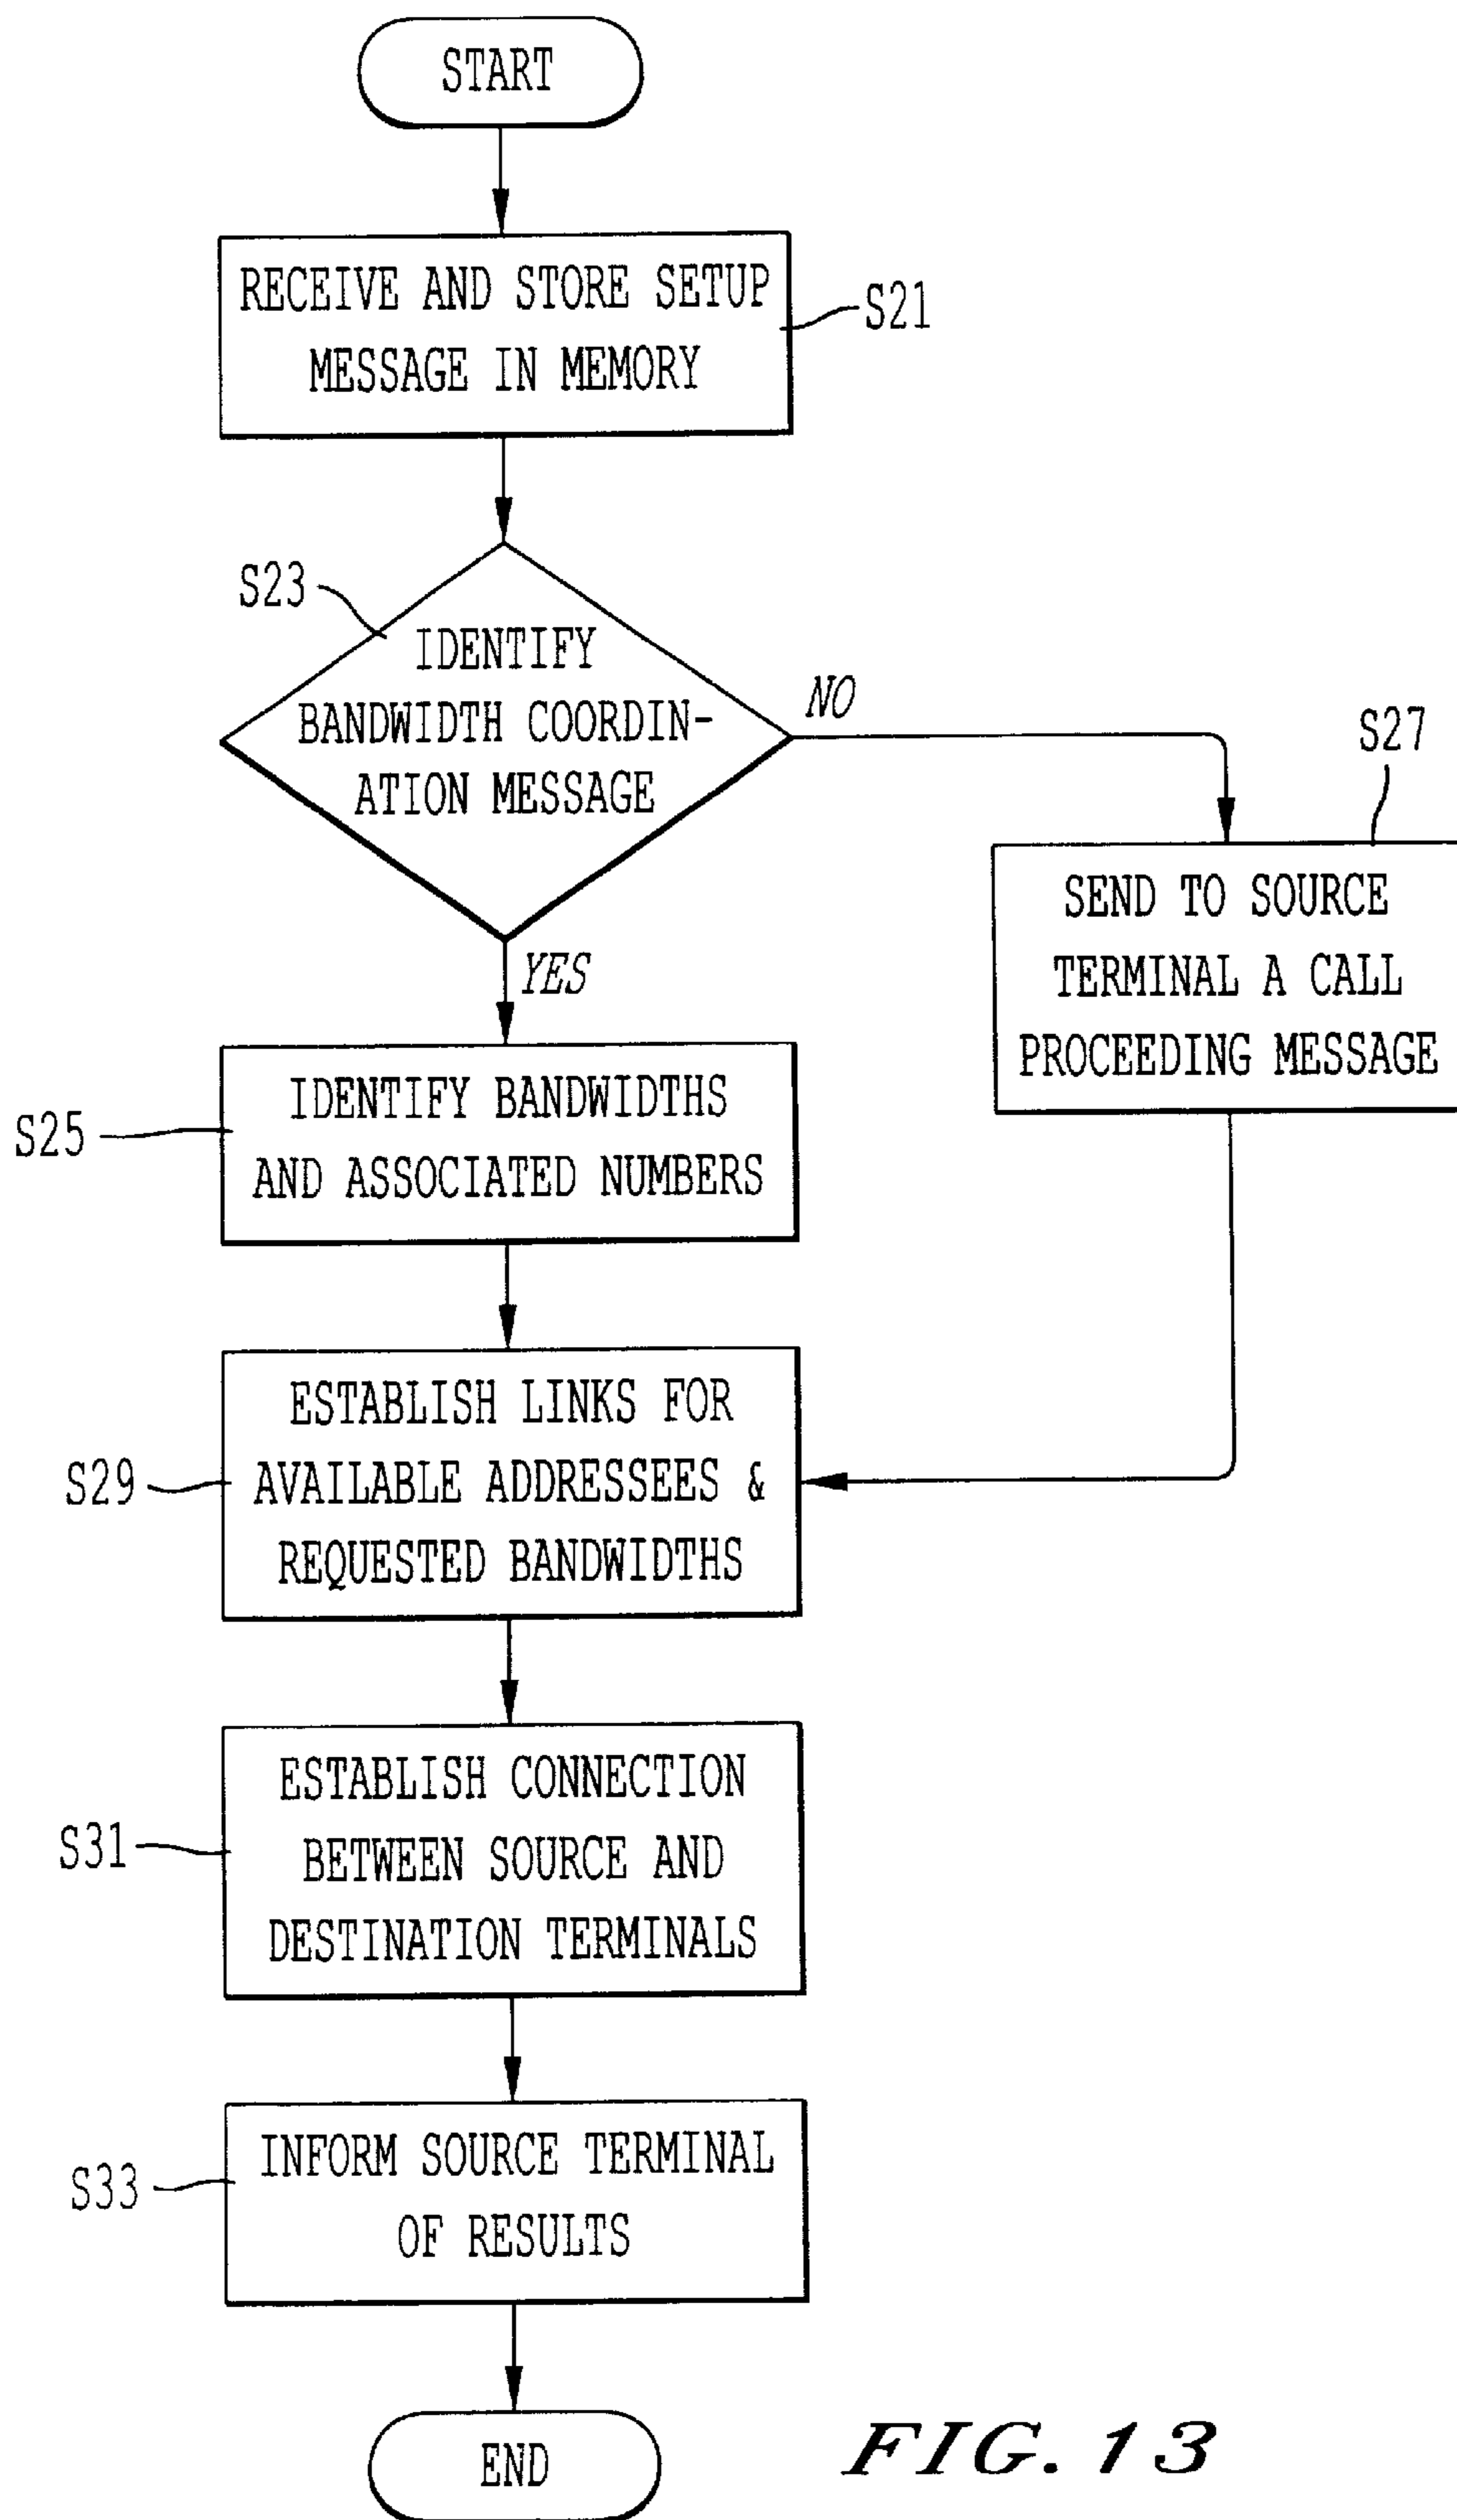 START
RECEIVE AND STORE SETUP
MESSAGE IN MEMORY
S21
S23
IDENTIFY
BANDWIDTH COORDIN-
ATION MESSAGE
NO
YES
S27
SEND TO SOURCE
TERMINAL A CALL
PROCEEDING MESSAGE
S25
IDENTIFY BANDWIDTHS
AND ASSOCIATED NUMBERS
S29
ESTABLISH LINKS FOR
AVAILABLE ADDRESSEES &
REQUESTED BANDWIDTHS
S31
ESTABLISH CONNECTION
BETWEEN SOURCE AND
DESTINATION TERMINALS
S33
INFORM SOURCE TERMINAL
OF RESULTS
END
FIG. 13